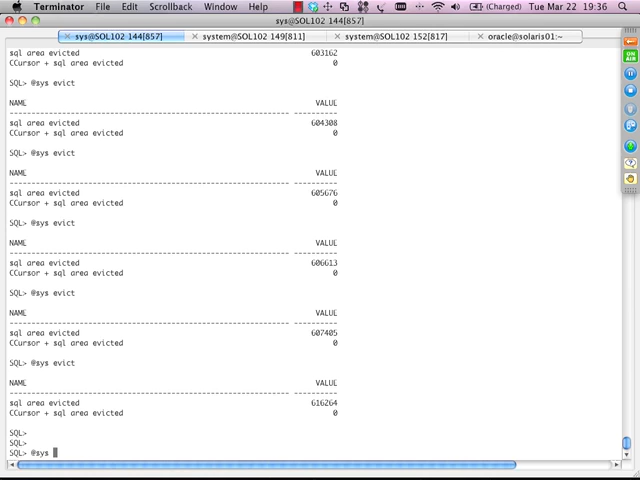 Terminator File Edit Scrollback Window Help (Charged) Tue Mar 22 19:36
sys@SOL102 144[857]
× sys@SOL102 144[857] × system@SOL102 149[811] × system@SOL102 152[817] × oracle@solaris01:~
sql area evicted 603162
CCursor + sql area evicted 0
SQL> @sys evict
NAME VALUE
---------------------------------------------------------------- ----------
sql area evicted 604308
CCursor + sql area evicted 0
SQL> @sys evict
NAME VALUE
---------------------------------------------------------------- ----------
sql area evicted 605676
CCursor + sql area evicted 0
SQL> @sys evict
NAME VALUE
---------------------------------------------------------------- ----------
sql area evicted 606613
CCursor + sql area evicted 0
SQL> @sys evict
NAME VALUE
---------------------------------------------------------------- ----------
sql area evicted 607405
CCursor + sql area evicted 0
SQL> @sys evict
NAME VALUE
---------------------------------------------------------------- ----------
sql area evicted 616264
CCursor + sql area evicted 0
SQL>
SQL>
SQL> @sys
ON AIR